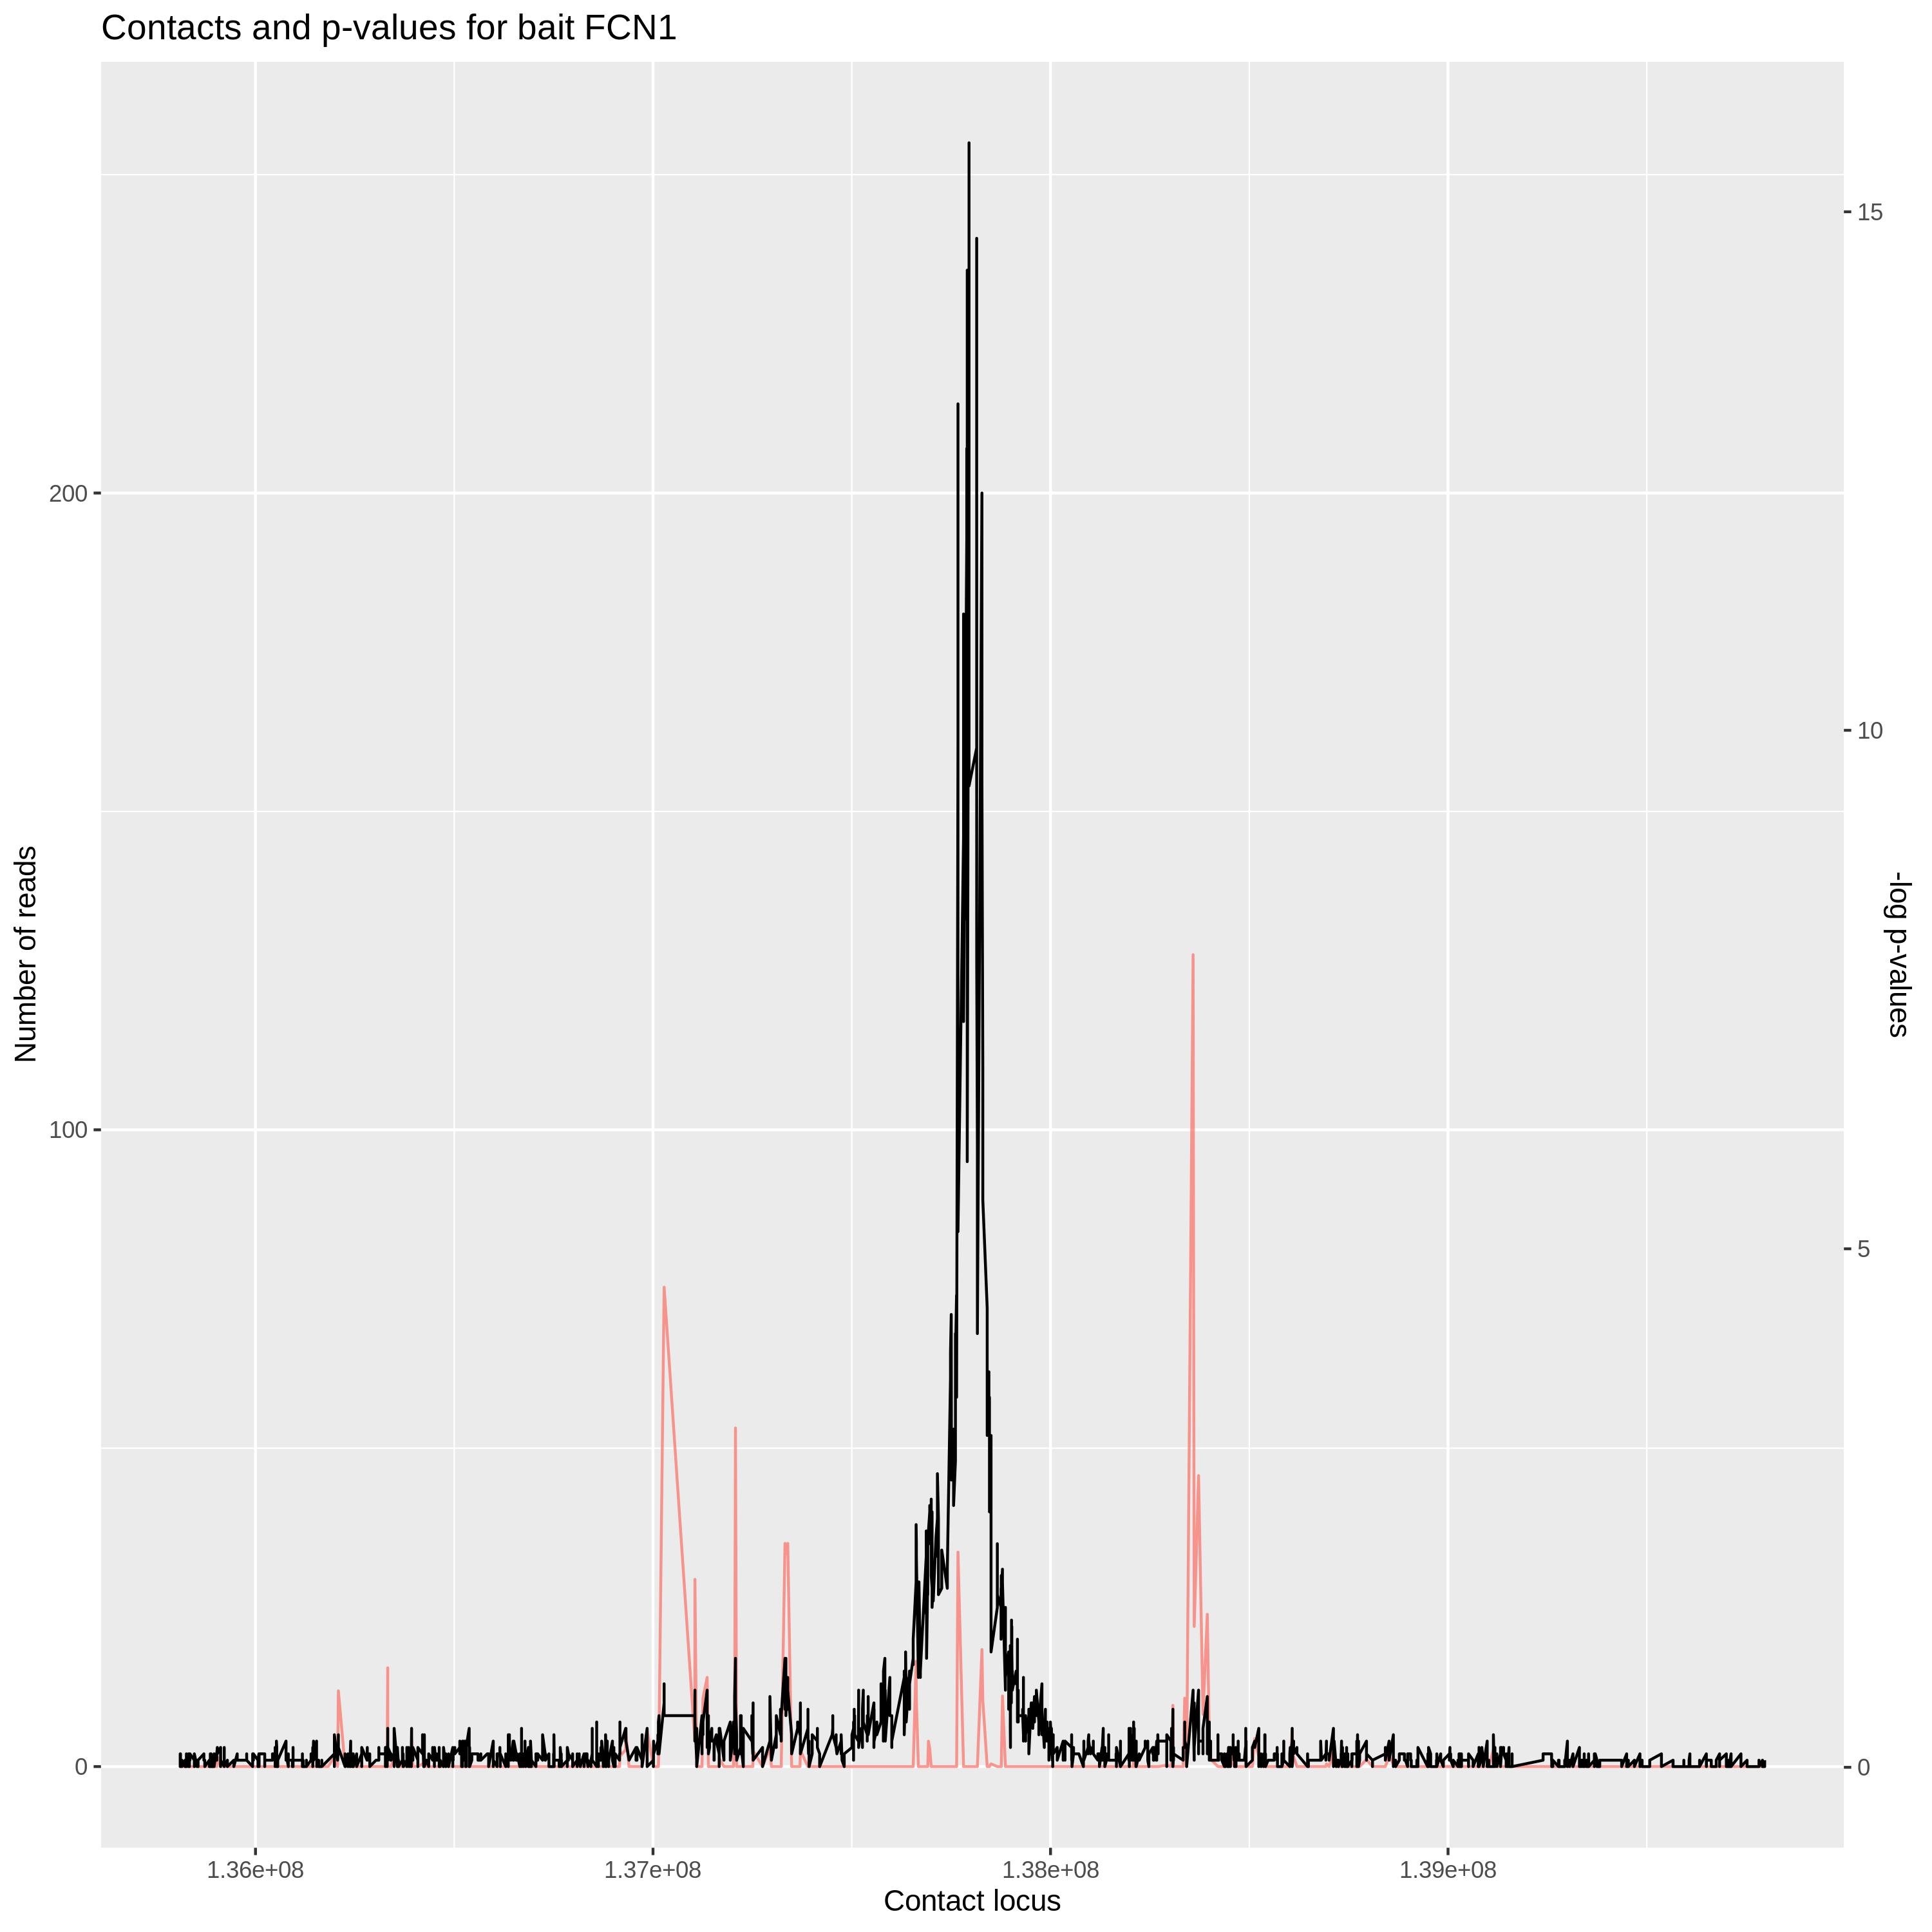 Contacts and p-values for bait FCN1
200
100
0
Number of reads
15
10
5
0
-log p-values
1.36e+08
1.37e+08
1.38e+08
1.39e+08
Contact locus